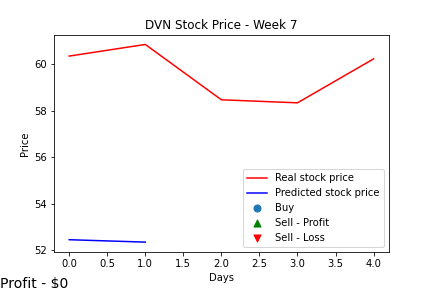 DVN Stock Price - Week 7
60
58
56
54
52
Price
Real stock price
Predicted stock price
Buy
Sell - Profit
Sell - Loss
0.0 0.5 1.0 1.5 2.0 2.5 3.0 3.5 4.0
Days
Profit - $0